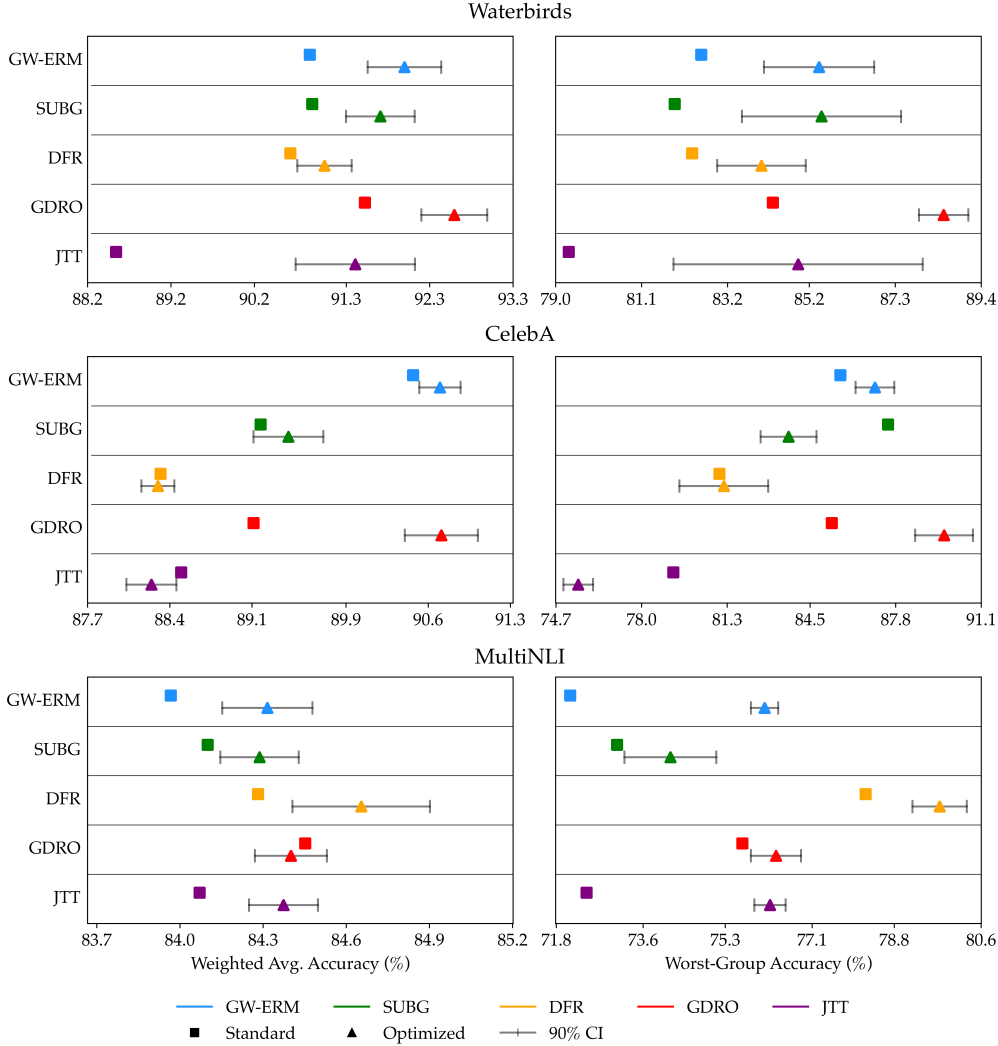 Waterbirds
GW-ERM
SUBG
DFR
GDRO
JTT
88.2 89.2 90.2 91.3 92.3 93.3
79.0 81.1 83.2 85.2 87.3 89.4
CelebA
GW-ERM
SUBG
DFR
GDRO
JTT
87.7 88.4 89.1 89.9 90.6 91.3
74.7 78.0 81.3 84.5 87.8 91.1
MultiNLI
GW-ERM
SUBG
DFR
GDRO
JTT
83.7 84.0 84.3 84.6 84.9 85.2
71.8 73.6 75.3 77.1 78.8 80.6
Weighted Avg. Accuracy (%)
Worst-Group Accuracy (%)
GW-ERM SUBG DFR GDRO JTT
Standard Optimized 90% CI